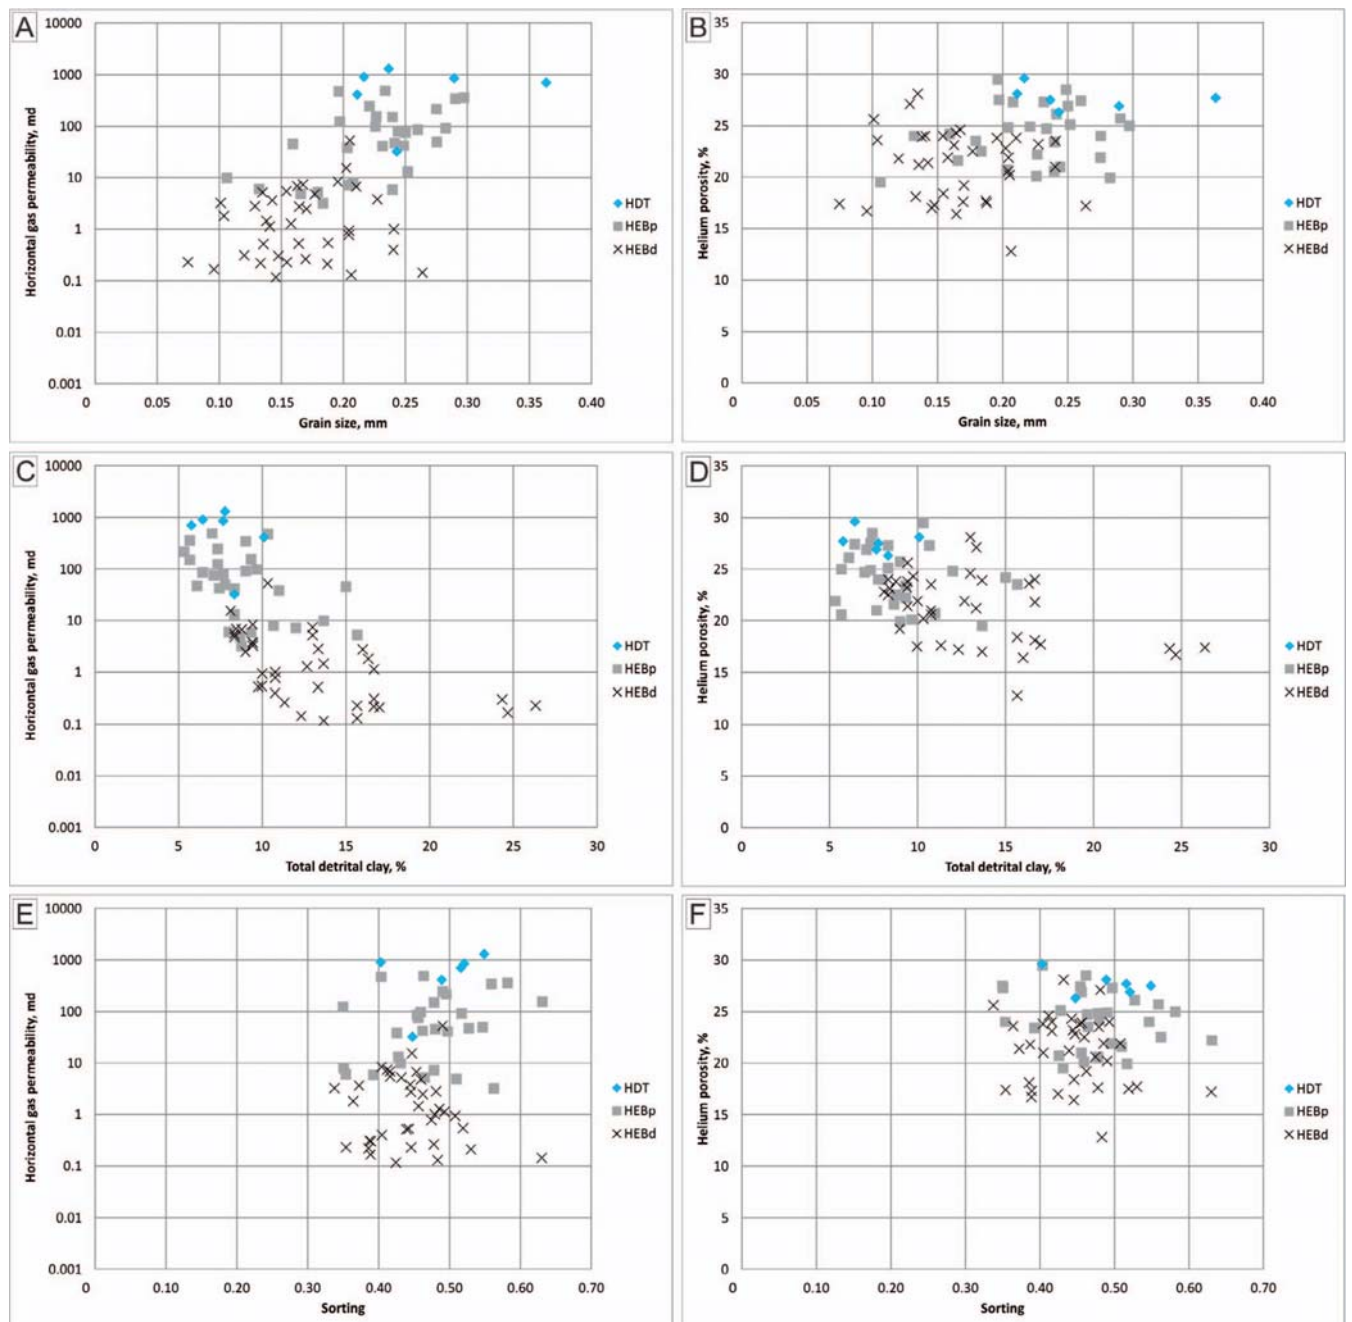 A
Horizontal gas permeability, md
10000
1000
100
10
1
0.1
0.01
0.001
0 0.05 0.10 0.15 0.20 0.25 0.30 0.35 0.40
Grain size, mm
HDT
HEBp
HEBd
B
Helium porosity, %
35
30
25
20
15
10
5
0
0 0.05 0.10 0.15 0.20 0.25 0.30 0.35 0.40
Grain size, mm
HDT
HEBp
HEBd
C
Horizontal gas permeability, md
10000
1000
100
10
1
0.1
0.01
0.001
0 5 10 15 20 25 30
Total detrital clay, %
HDT
HEBp
HEBd
D
Helium porosity, %
35
30
25
20
15
10
5
0
0 5 10 15 20 25 30
Total detrital clay, %
HDT
HEBp
HEBd
E
Horizontal gas permeability, md
10000
1000
100
10
1
0.1
0.01
0.001
0 0.10 0.20 0.30 0.40 0.50 0.60 0.70
Sorting
HDT
HEBp
HEBd
F
Helium porosity, %
35
30
25
20
15
10
5
0
0 0.10 0.20 0.30 0.40 0.50 0.60 0.70
Sorting
HDT
HEBp
HEBd